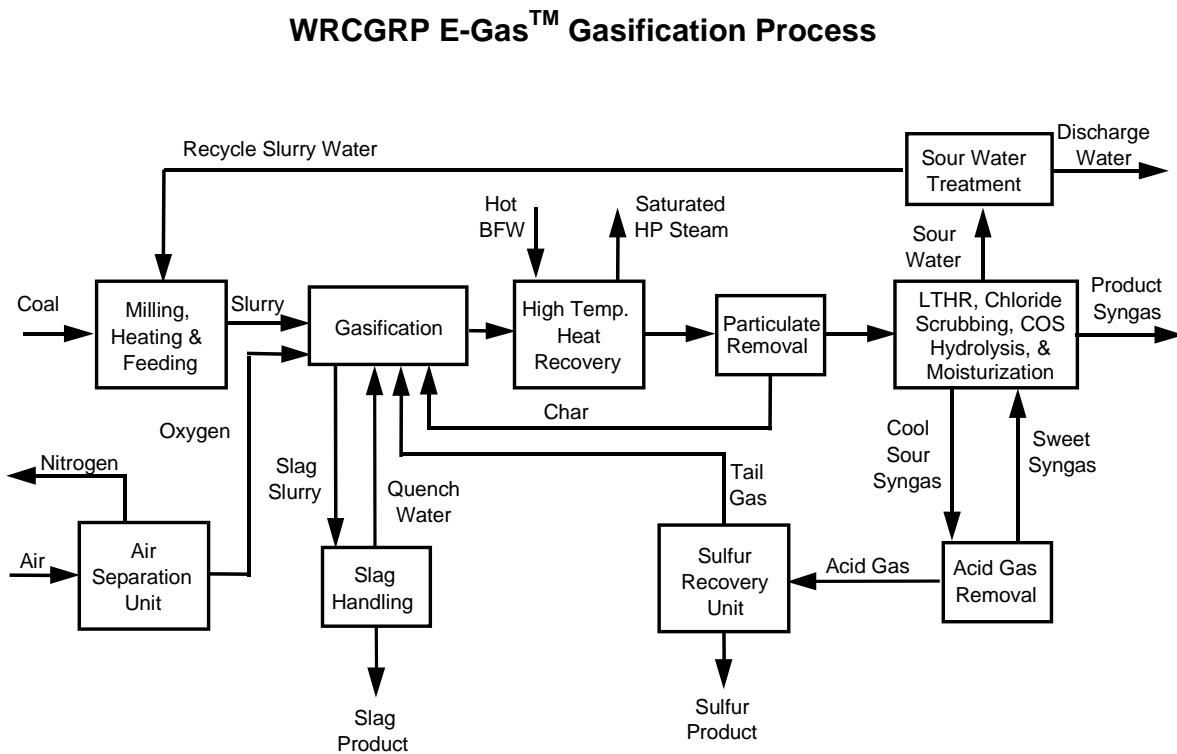 WRCGRP E-Gas™ Gasification Process
Recycle Slurry Water
Sour Water
Treatment
Discharge
Water
Hot
BFW
Saturated
HP Steam
Sour
Water
Coal
Milling,
Heating &
Feeding
Slurry
Gasification
High Temp.
Heat
Recovery
Particulate
Removal
LTHR, Chloride
Scrubbing, COS
Hydrolysis, &
Moisturization
Product
Syngas
Char
Oxygen
Nitrogen
Slag
Slurry
Quench
Water
Tail
Gas
Cool
Sour
Syngas
Sweet
Syngas
Air
Air
Separation
Unit
Slag
Handling
Sulfur
Recovery
Unit
Acid Gas
Acid Gas
Removal
Slag
Product
Sulfur
Product